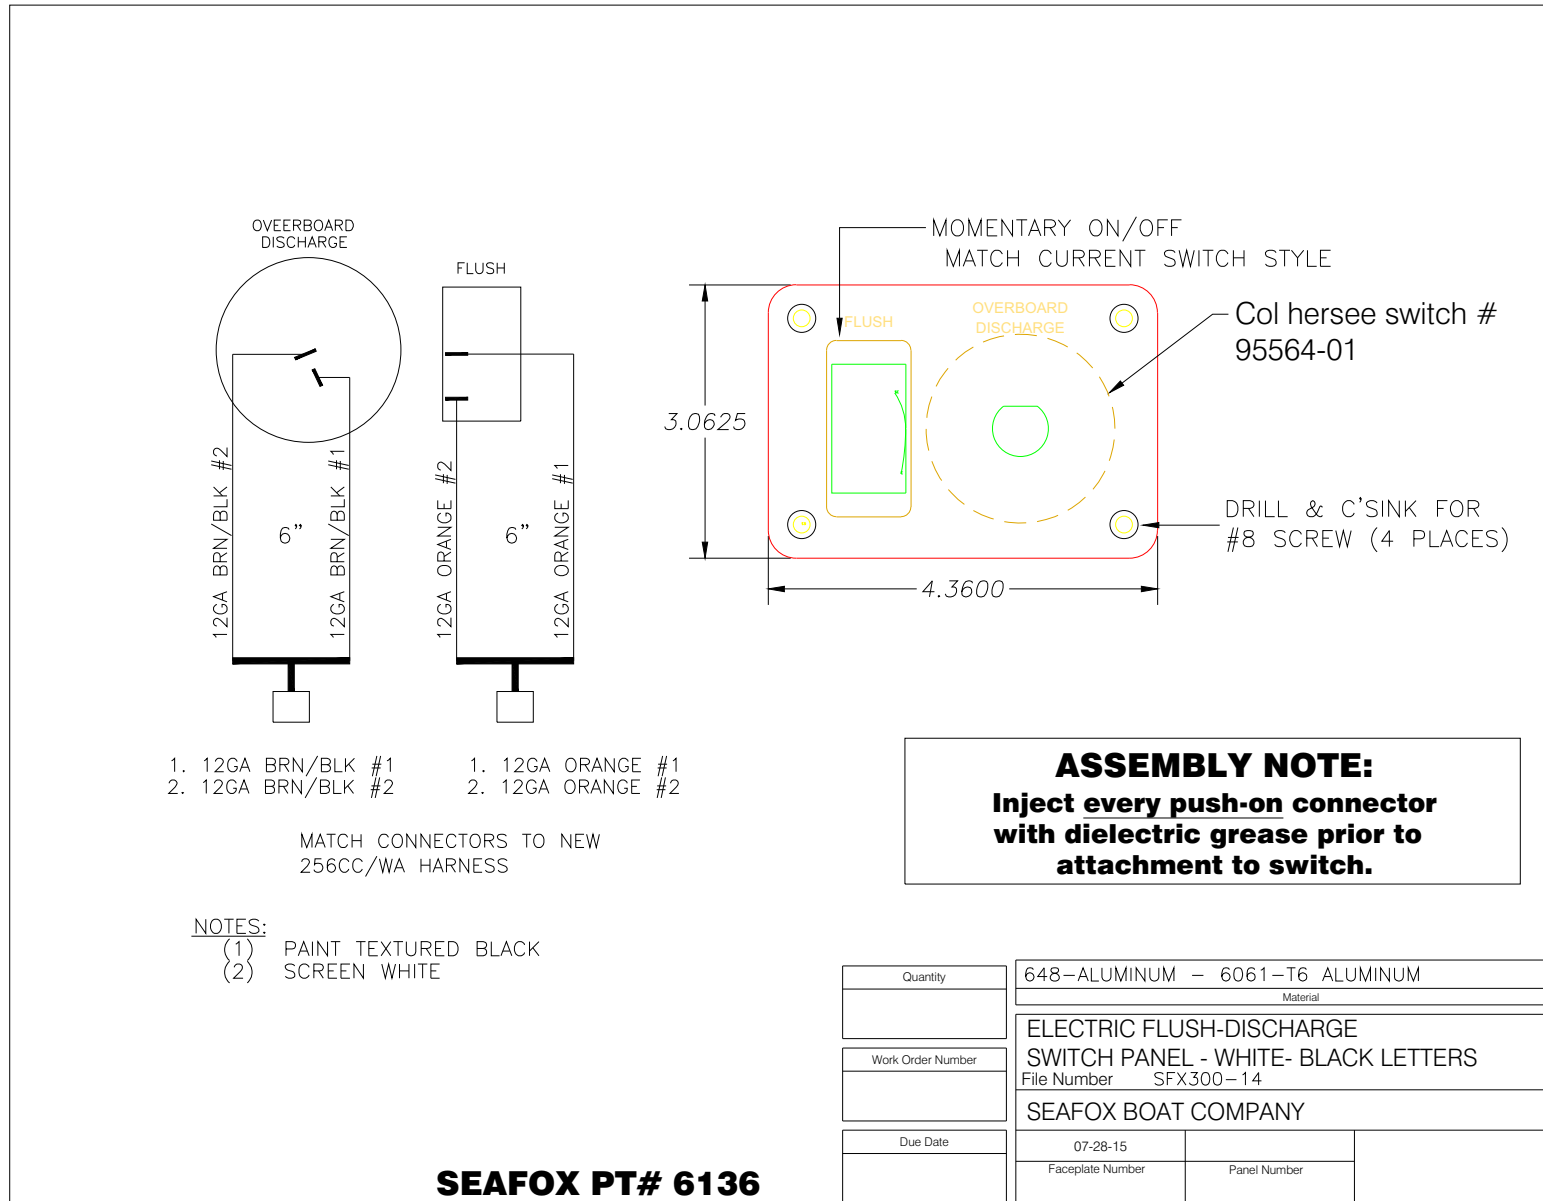 OVEERBOARD
DISCHARGE
FLUSH
12GA BRN/BLK #2
6”
12GA BRN/BLK #1
12GA ORANGE #2
6”
12GA ORANGE #1
1. 12GA BRN/BLK #1
2. 12GA BRN/BLK #2
1. 12GA ORANGE #1
2. 12GA ORANGE #2
MATCH CONNECTORS TO NEW
256CC/WA HARNESS
NOTES:
(1) PAINT TEXTURED BLACK
(2) SCREEN WHITE
MOMENTARY ON/OFF
MATCH CURRENT SWITCH STYLE
FLUSH
OVERBOARD
DISCHARGE
Col hersee switch #
95564-01
3.0625
4.3600
DRILL & C'SINK FOR
#8 SCREW (4 PLACES)
ASSEMBLY NOTE:
Inject every push-on connector
with dielectric grease prior to
attachment to switch.
Quantity
Work Order Number
Due Date
648-ALUMINUM - 6061-T6 ALUMINUM
Material
ELECTRIC FLUSH-DISCHARGE
SWITCH PANEL - WHITE- BLACK LETTERS
File Number SFX300-14
SEAFOX BOAT COMPANY
07-28-15
Faceplate Number
Panel Number
SEAFOX PT# 6136